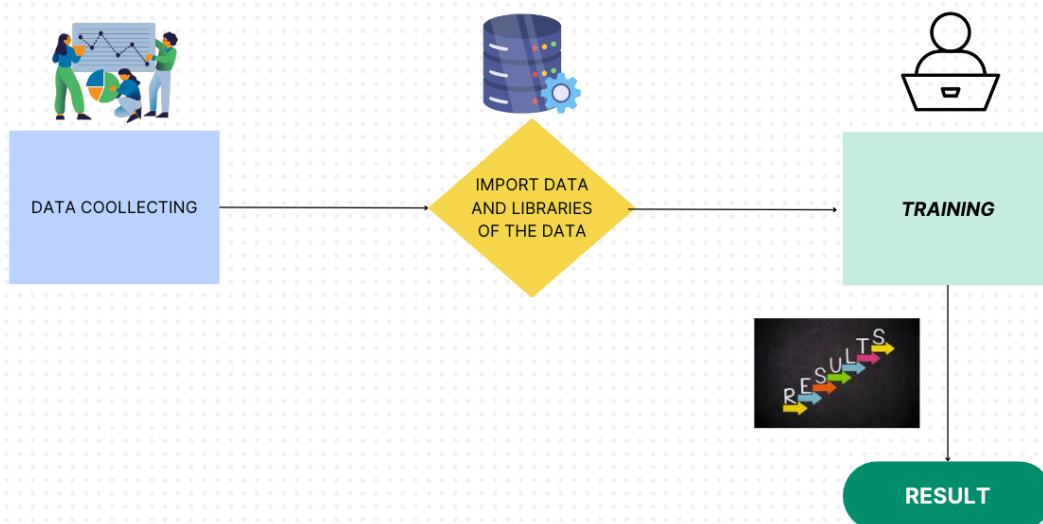 DATA COOLLECTING
IMPORT DATA
AND LIBRARIES
OF THE DATA
TRAINING
RESULTS
RESULT